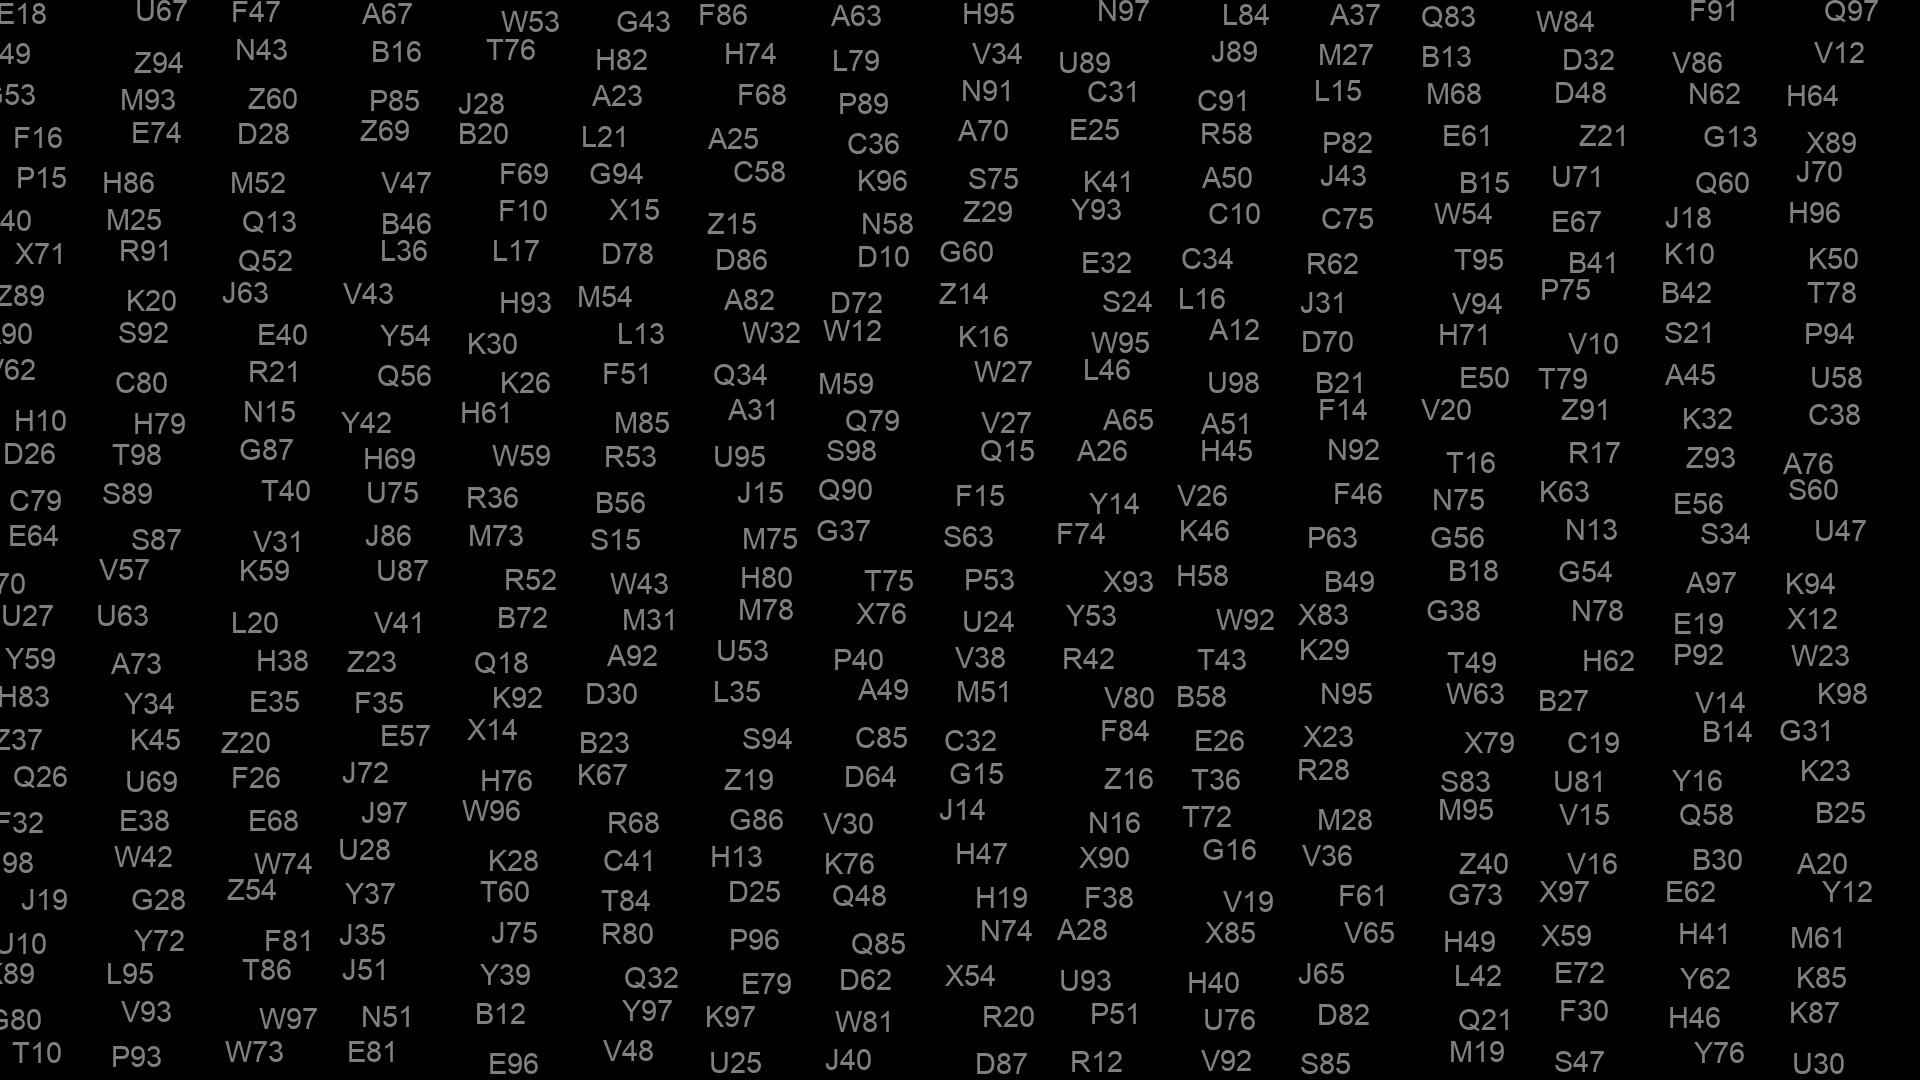 E18 U67 F47 A67 W53 G43 F86 A63 H95 N97 L84 A37 Q83 W84 F91 Q97
49 Z94 N43 B16 T76 H82 H74 L79 V34 U89 J89 M27 B13 D32 V86 V12
53 M93 Z60 P85 J28 A23 F68 P89 N91 C31 C91 L15 M68 D48 N62 H64
F16 E74 D28 Z69 B20 L21 A25 C36 A70 E25 R58 P82 E61 Z21 G13 X89
P15 H86 M52 V47 F69 G94 C58 K96 S75 K41 A50 J43 B15 U71 Q60 J70
40 M25 Q13 B46 F10 X15 Z15 N58 Z29 Y93 C10 C75 W54 E67 J18 H96
X71 R91 Q52 L36 L17 D78 D86 D10 G60 E32 C34 R62 T95 B41 K10 K50
Z89 K20 J63 V43 H93 M54 A82 D72 Z14 S24 L16 J31 V94 P75 B42 T78
90 S92 E40 Y54 K30 L13 W32 W12 K16 W95 A12 D70 H71 V10 S21 P94
62 C80 R21 Q56 K26 F51 Q34 M59 W27 L46 U98 B21 E50 T79 A45 U58
H10 H79 N15 Y42 H61 M85 A31 Q79 V27 A65 A51 F14 V20 Z91 K32 C38
D26 T98 G87 H69 W59 R53 U95 S98 Q15 A26 H45 N92 T16 R17 Z93 A76
C79 S89 T40 U75 R36 B56 J15 Q90 F15 Y14 V26 F46 N75 K63 E56 S60
E64 S87 V31 J86 M73 S15 M75 G37 S63 F74 K46 P63 G56 N13 S34 U47
70 V57 K59 U87 R52 W43 H80 T75 P53 X93 H58 B49 B18 G54 A97 K94
U27 U63 L20 V41 B72 M31 M78 X76 U24 Y53 W92 X83 G38 N78 E19 X12
Y59 A73 H38 Z23 Q18 A92 U53 P40 V38 R42 T43 K29 T49 H62 P92 W23
H83 Y34 E35 F35 K92 D30 L35 A49 M51 V80 B58 N95 W63 B27 V14 K98
Z37 K45 Z20 E57 X14 B23 S94 C85 C32 F84 E26 X23 X79 C19 B14 G31
Q26 U69 F26 J72 H76 K67 Z19 D64 G15 Z16 T36 R28 S83 U81 Y16 K23
F32 E38 E68 J97 W96 R68 G86 V30 J14 N16 T72 M28 M95 V15 Q58 B25
98 W42 W74 U28 K28 C41 H13 K76 H47 X90 G16 V36 Z40 V16 B30 A20
J19 G28 Z54 Y37 T60 T84 D25 Q48 H19 F38 V19 F61 G73 X97 E62 Y12
U10 Y72 F81 J35 J75 R80 P96 Q85 N74 A28 X85 V65 H49 X59 H41 M61
89 L95 T86 J51 Y39 Q32 E79 D62 X54 U93 H40 J65 L42 E72 Y62 K85
G80 V93 W97 N51 B12 Y97 K97 W81 R20 P51 U76 D82 Q21 F30 H46 K87
T10 P93 W73 E81 E96 V48 U25 J40 D87 R12 V92 S85 M19 S47 Y76 U30